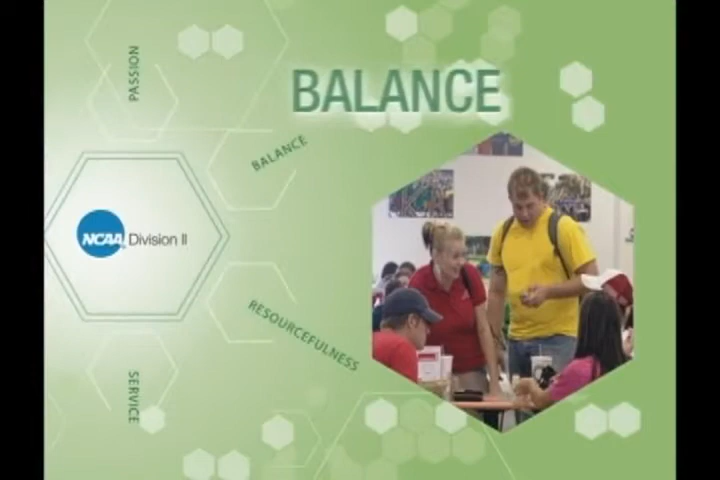 BALANCE
PASSION
BALANCE
NCAA Division II
RESOURCEFULNESS
SERVICE